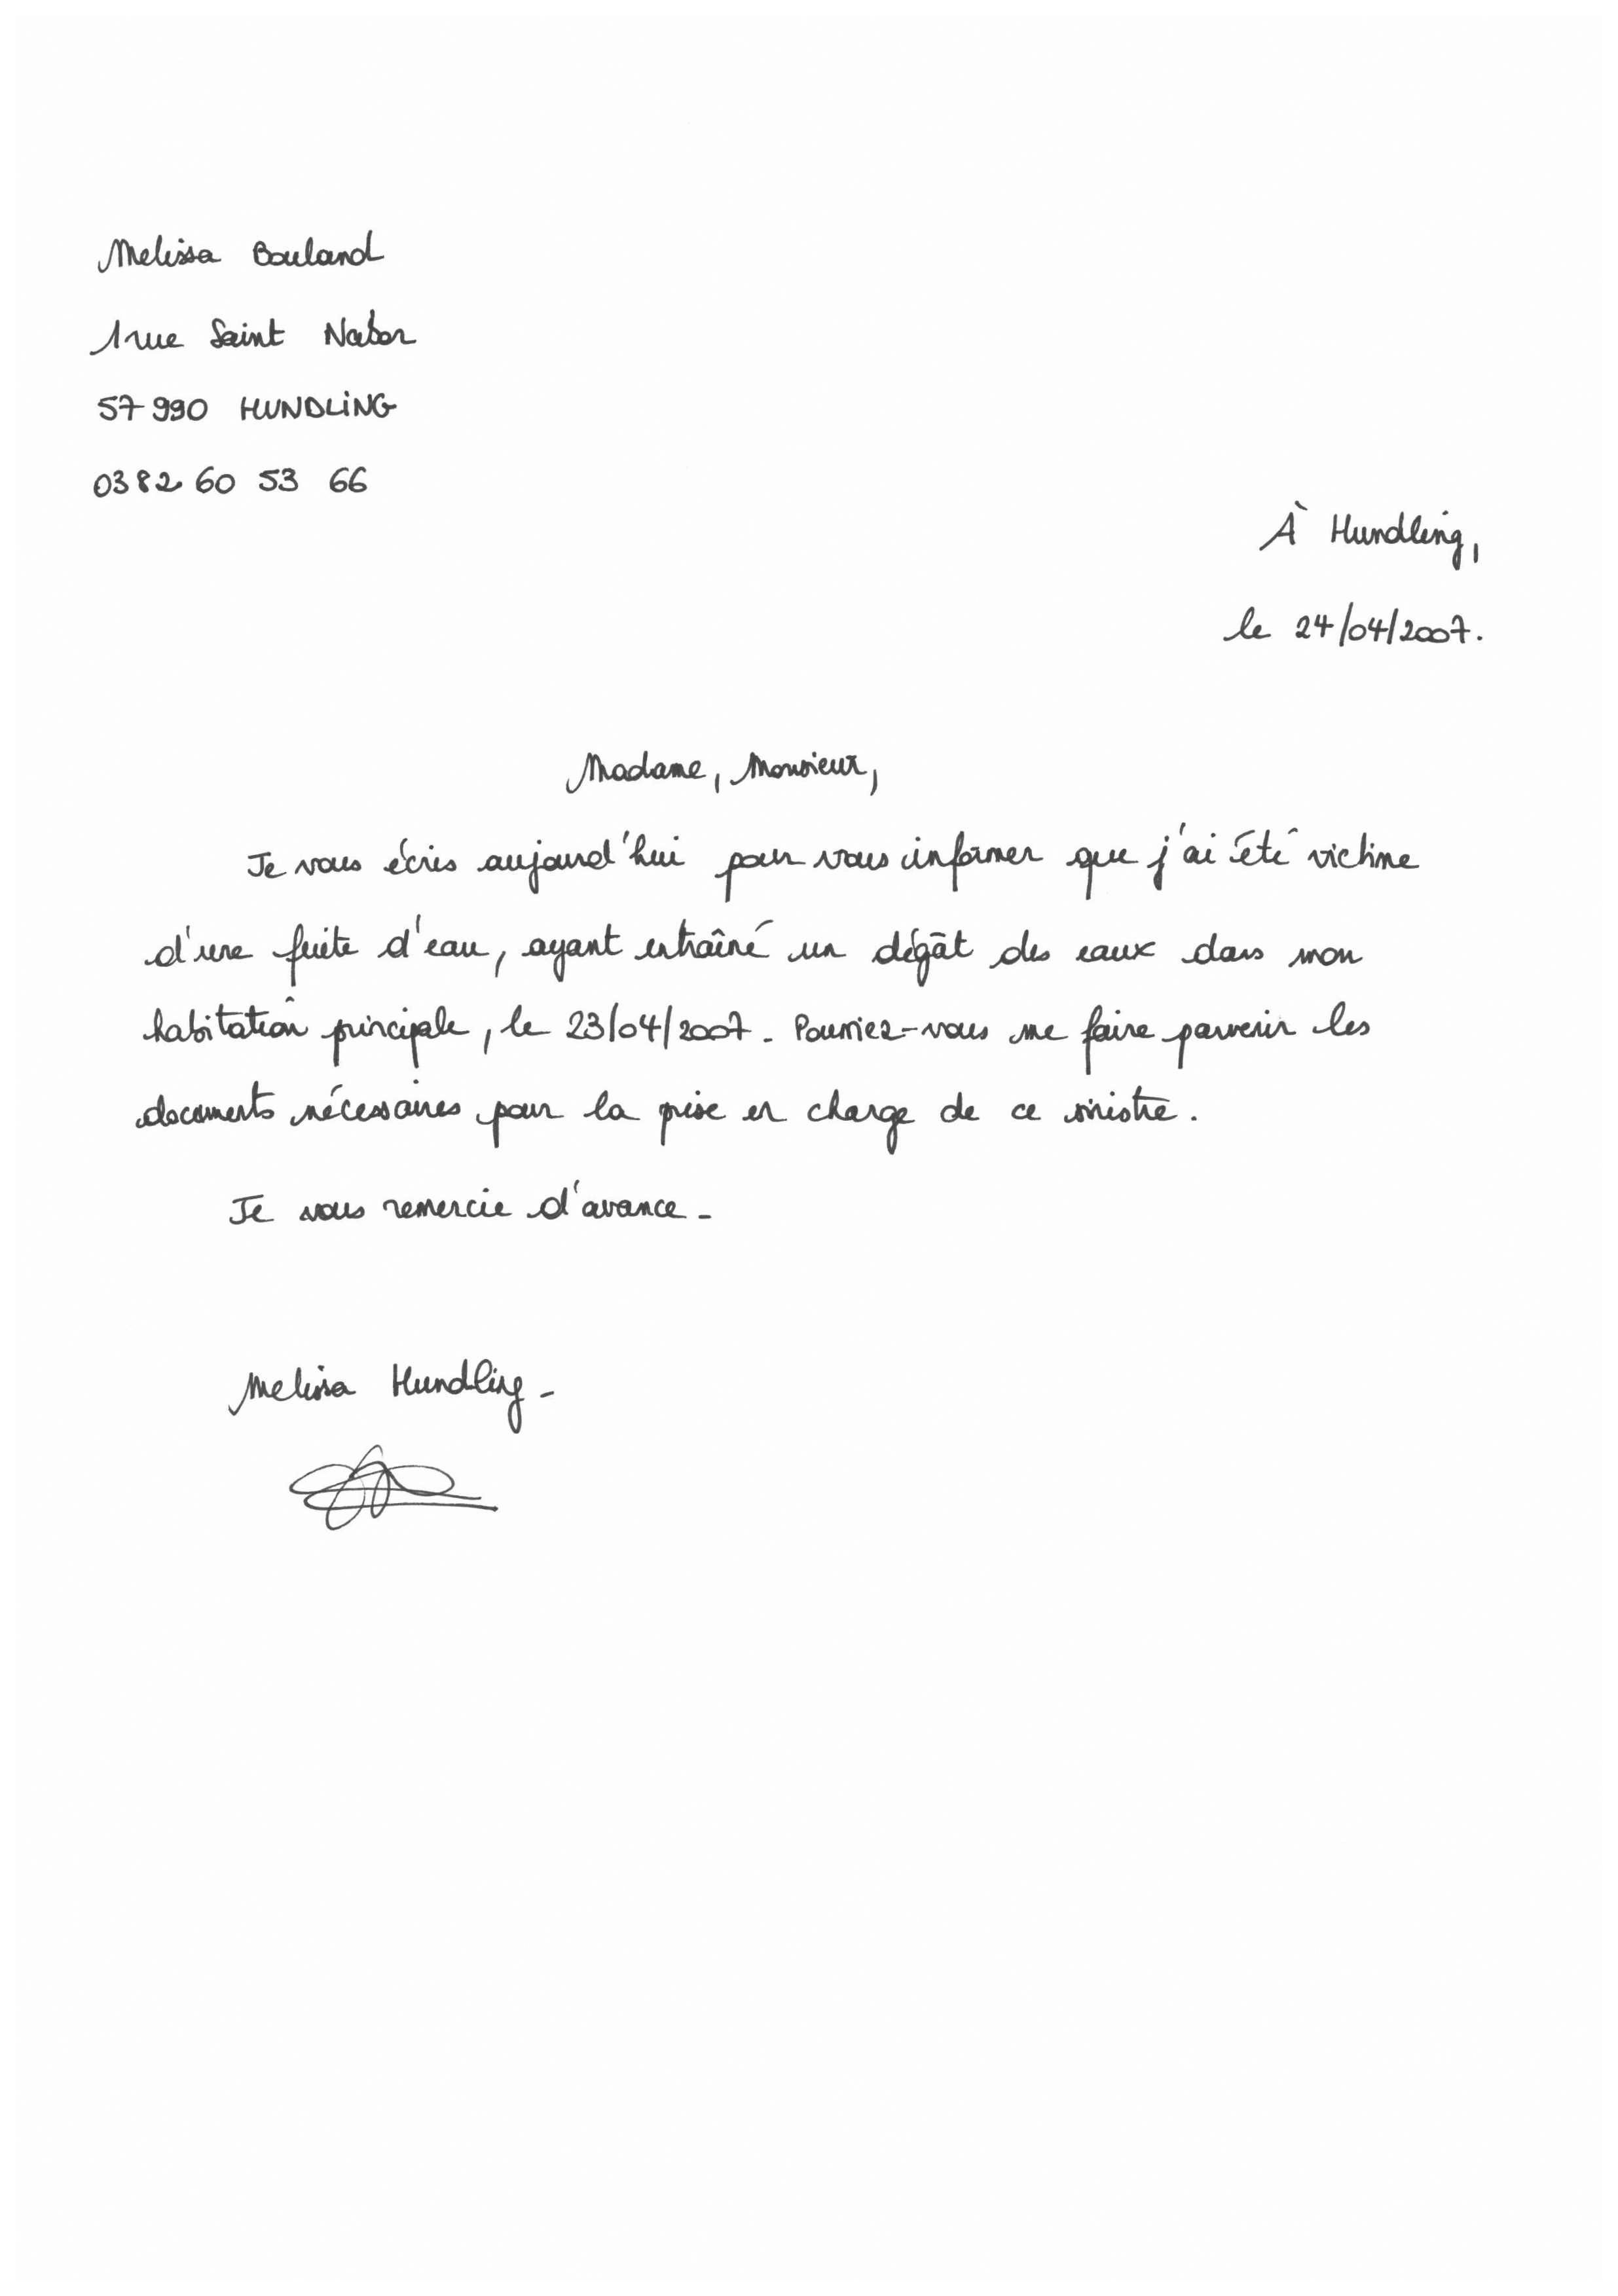 Melissa Bouland
1 rue Saint Nabor
57 990 HUNDLING
03 82 60 53 66
À Hundling,
le 24/04/2007.
Madame, Monsieur,
Je vous écris aujourd'hui pour vous informer que j'ai été victime
d'une fuite d'eau, ayant entraîné un dégât des eaux dans mon
habitation principale, le 23/04/2007. Pourriez-vous me faire parvenir les
documents nécessaires pour la prise en charge de ce sinistre.
Je vous remercie d'avance.
Melissa Hundling.